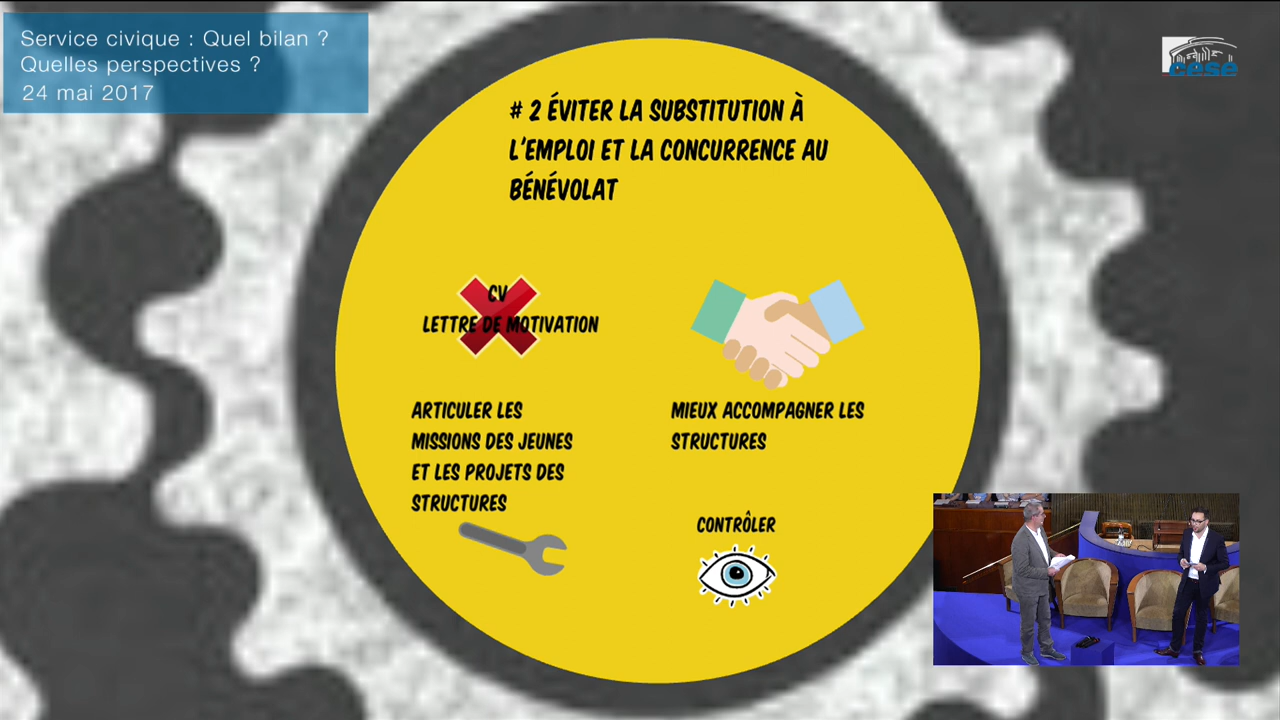 Service civique : Quel bilan ?
Quelles perspectives ?
24 mai 2017
cese
# 2 ÉVITER LA SUBSTITUTION À
L'EMPLOI ET LA CONCURRENCE AU
BÉNÉVOLAT
CV
LETTRE DE MOTIVATION
ARTICULER LES
MISSIONS DES JEUNES
ET LES PROJETS DES
STRUCTURES
MIEUX ACCOMPAGNER LES
STRUCTURES
CONTRÔLER